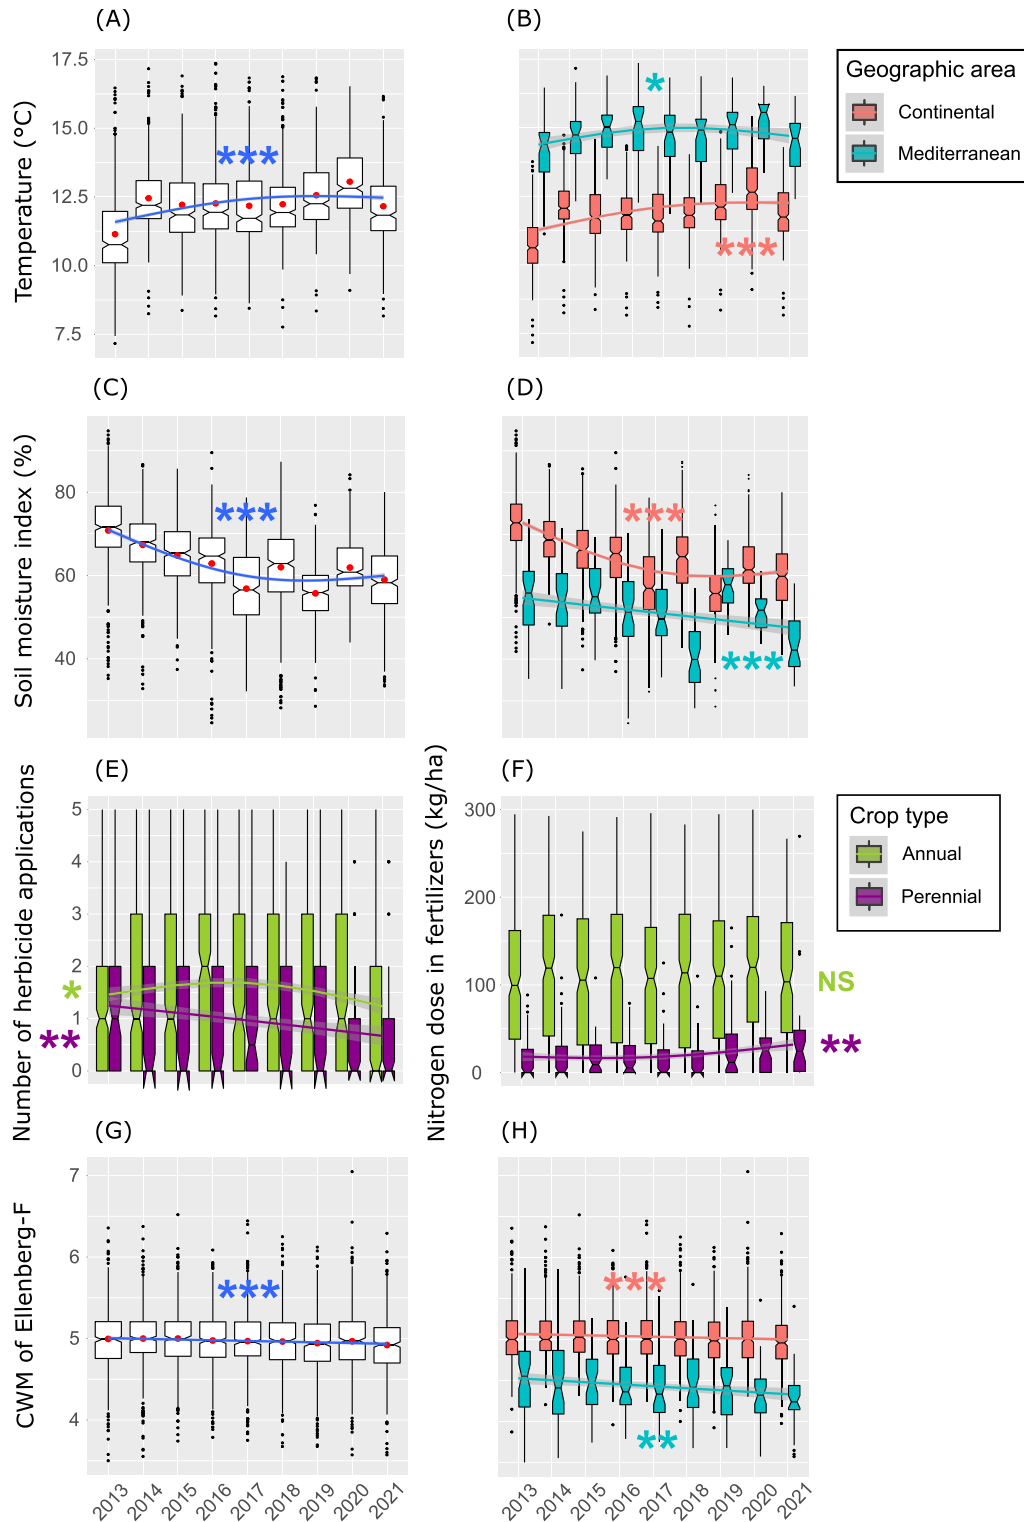 (A)
(B)
Temperature (°C)
17.5
15.0
12.5
10.0
7.5
***
*
***
Geographic area
Continental
Mediterranean
(C)
(D)
Soil moisture index (%)
80
60
40
***
***
***
(E)
(F)
Number of herbicide applications
5
4
3
2
1
0
*
**
Nitrogen dose in fertilizers (kg/ha)
300
200
100
0
NS
**
Crop type
Annual
Perennial
(G)
(H)
CWM of Ellenberg-F
7
6
5
4
***
***
**
2013 2014 2015 2016 2017 2018 2019 2020 2021
2013 2014 2015 2016 2017 2018 2019 2020 2021